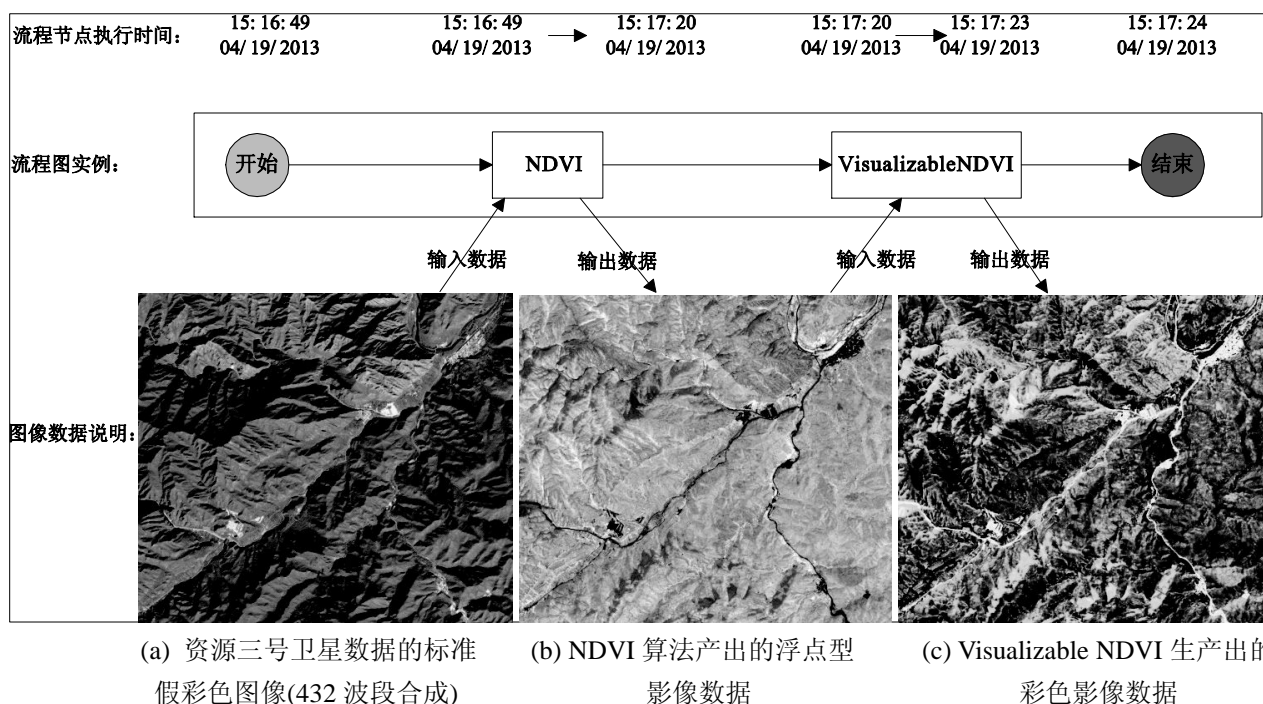 流程节点执行时间: 15:16:49 15:16:49 15:17:20 15:17:20 15:17:23 15:17:24
04/19/2013 04/19/2013 04/19/2013 04/19/2013 04/19/2013 04/19/2013
流程图实例: 开始 NDVI VisualizableNDVI 结束
输入数据 输出数据 输入数据 输出数据
图像数据说明:
(a) 资源三号卫星数据的标准 (b) NDVI 算法产出的浮点型 (c) Visualizable NDVI 生产出的
假彩色图像(432 波段合成) 影像数据 彩色影像数据